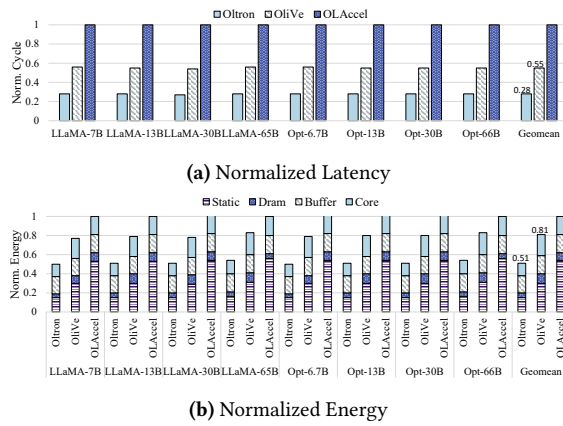 Oltron OliVe OLAccel
Norm. Cycle
1
0.8
0.6
0.4
0.2
0
0.28
0.55
LLaMA-7B LLaMA-13B LLaMA-30B LLaMA-65B Opt-6.7B Opt-13B Opt-30B Opt-66B Geomean
(a) Normalized Latency
Static Dram Buffer Core
Norm. Energy
1
0.8
0.6
0.4
0.2
0
0.51
0.81
Oltron OliVe OLAccel Oltron OliVe OLAccel Oltron OliVe OLAccel Oltron OliVe OLAccel Oltron OliVe OLAccel Oltron OliVe OLAccel Oltron OliVe OLAccel Oltron OliVe OLAccel Oltron OliVe OLAccel
LLaMA-7B LLaMA-13B LLaMA-30B LLaMA-65B Opt-6.7B Opt-13B Opt-30B Opt-66B Geomean
(b) Normalized Energy